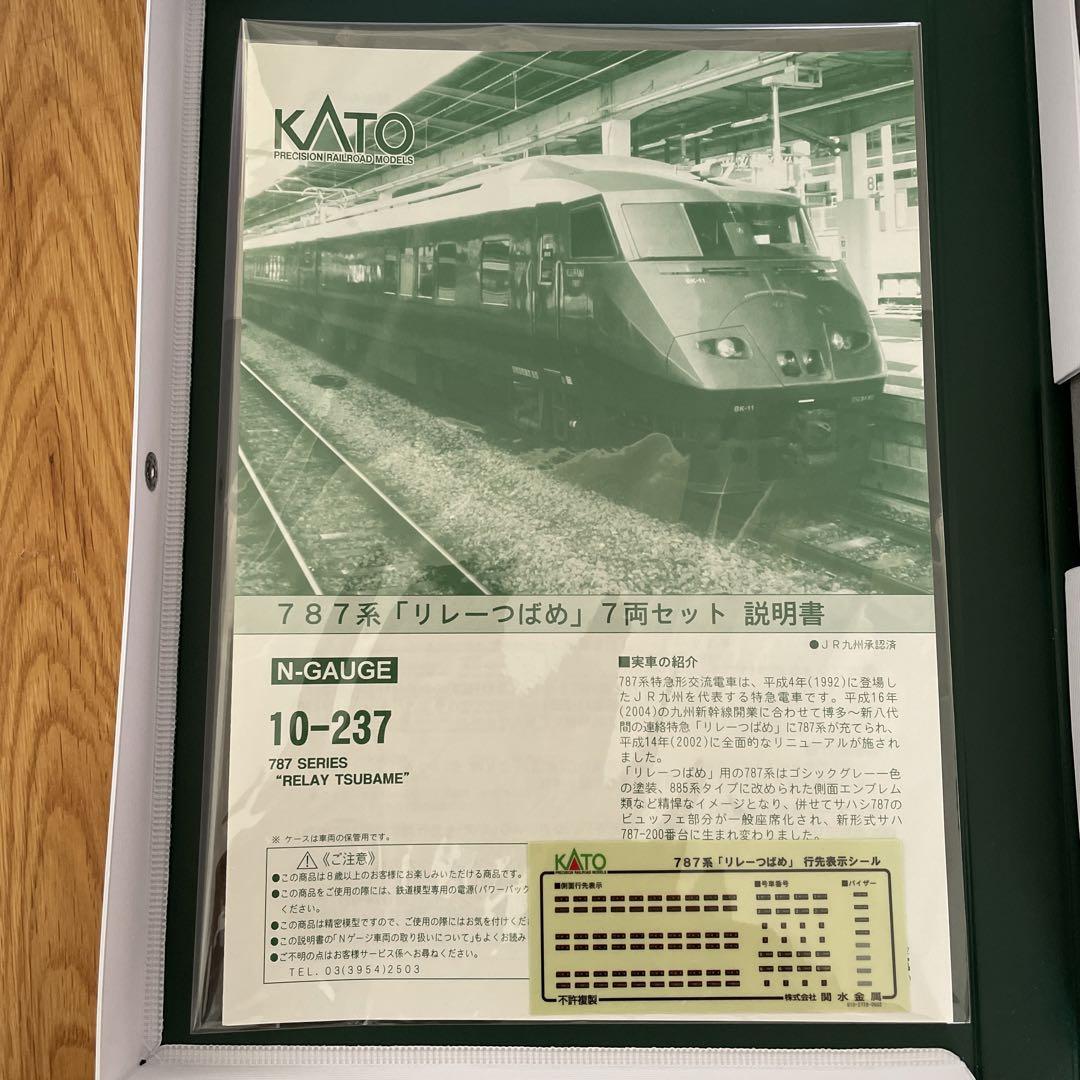 KATO
PRECISION RAILROAD MODELS
8
BK-11
BK-11
787系「リレーつばめ」7両セット 説明書
●JR九州承認済
N-GAUGE
10-237
787 SERIES
"RELAY TSUBAME"
■実車の紹介
787系特急形交流電車は、平成4年(1992)に登場し
たJR九州を代表する特急電車です。平成16年
(2004)の九州新幹線開業に合わせて博多～新八代
間の連絡特急「リレーつばめ」に787系が充てられ、
平成14年(2002)に全面的なリニューアルが施され
ました。
「リレーつばめ」用の787系はゴシックグレー一色
の塗装、885系タイプに改められた側面エンブレム
類など精悍なイメージとなり、併せてサハシ787の
ビュッフェ部分が一般座席化され、新形式サハ
787-200番台に生まれ変わりました。
※ ケースは車両の保管用です。
《ご注意》
●この商品は8歳以上のお客様にお楽しみいただける商品です。
●この商品をご使用の際には、鉄道模型専用の電源(パワーパック
ください。
●この商品は精密模型ですので、ご使用の際にはお気を付けくだ
●この説明書の「Nゲージ車両の取り扱いについて」もよくお読み
●ご不明の点はお客様サービス係へお尋ねください。
TEL. 03(3954)2503
KATO
PRECISION RAILROAD MODELS
787系「リレーつばめ」 行先表示シール
■側面行先表示
■号車番号
■バイザー
不許複製
株式会社 関水金属